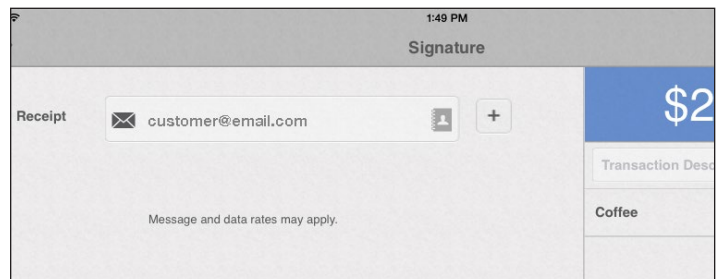 1:49 PM
Signature
Receipt
customer@email.com
+
$2
Transaction Desc
Coffee
Message and data rates may apply.